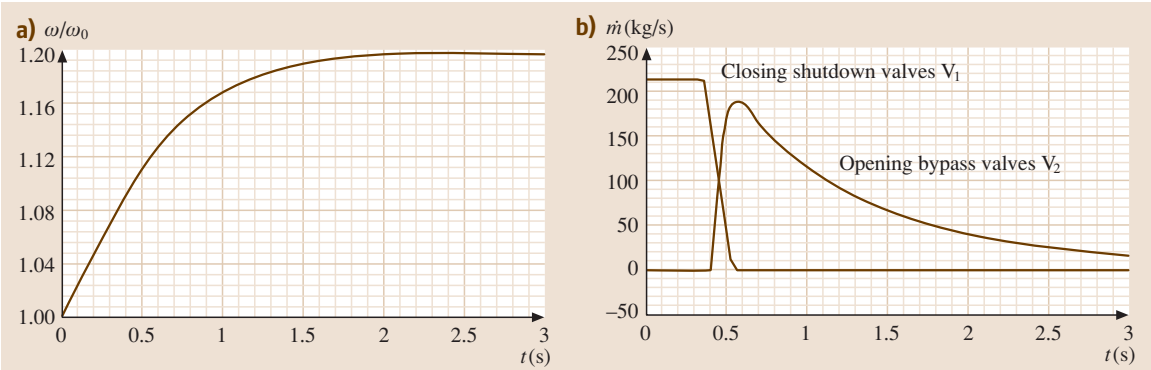 a) ω/ω₀
1.20
1.16
1.12
1.08
1.04
1.00
0 0.5 1 1.5 2 2.5 3
t(s)
b) ṁ(kg/s)
250
200
150
100
50
0
–50
Closing shutdown valves V₁
Opening bypass valves V₂
0 0.5 1 1.5 2 2.5 3
t(s)